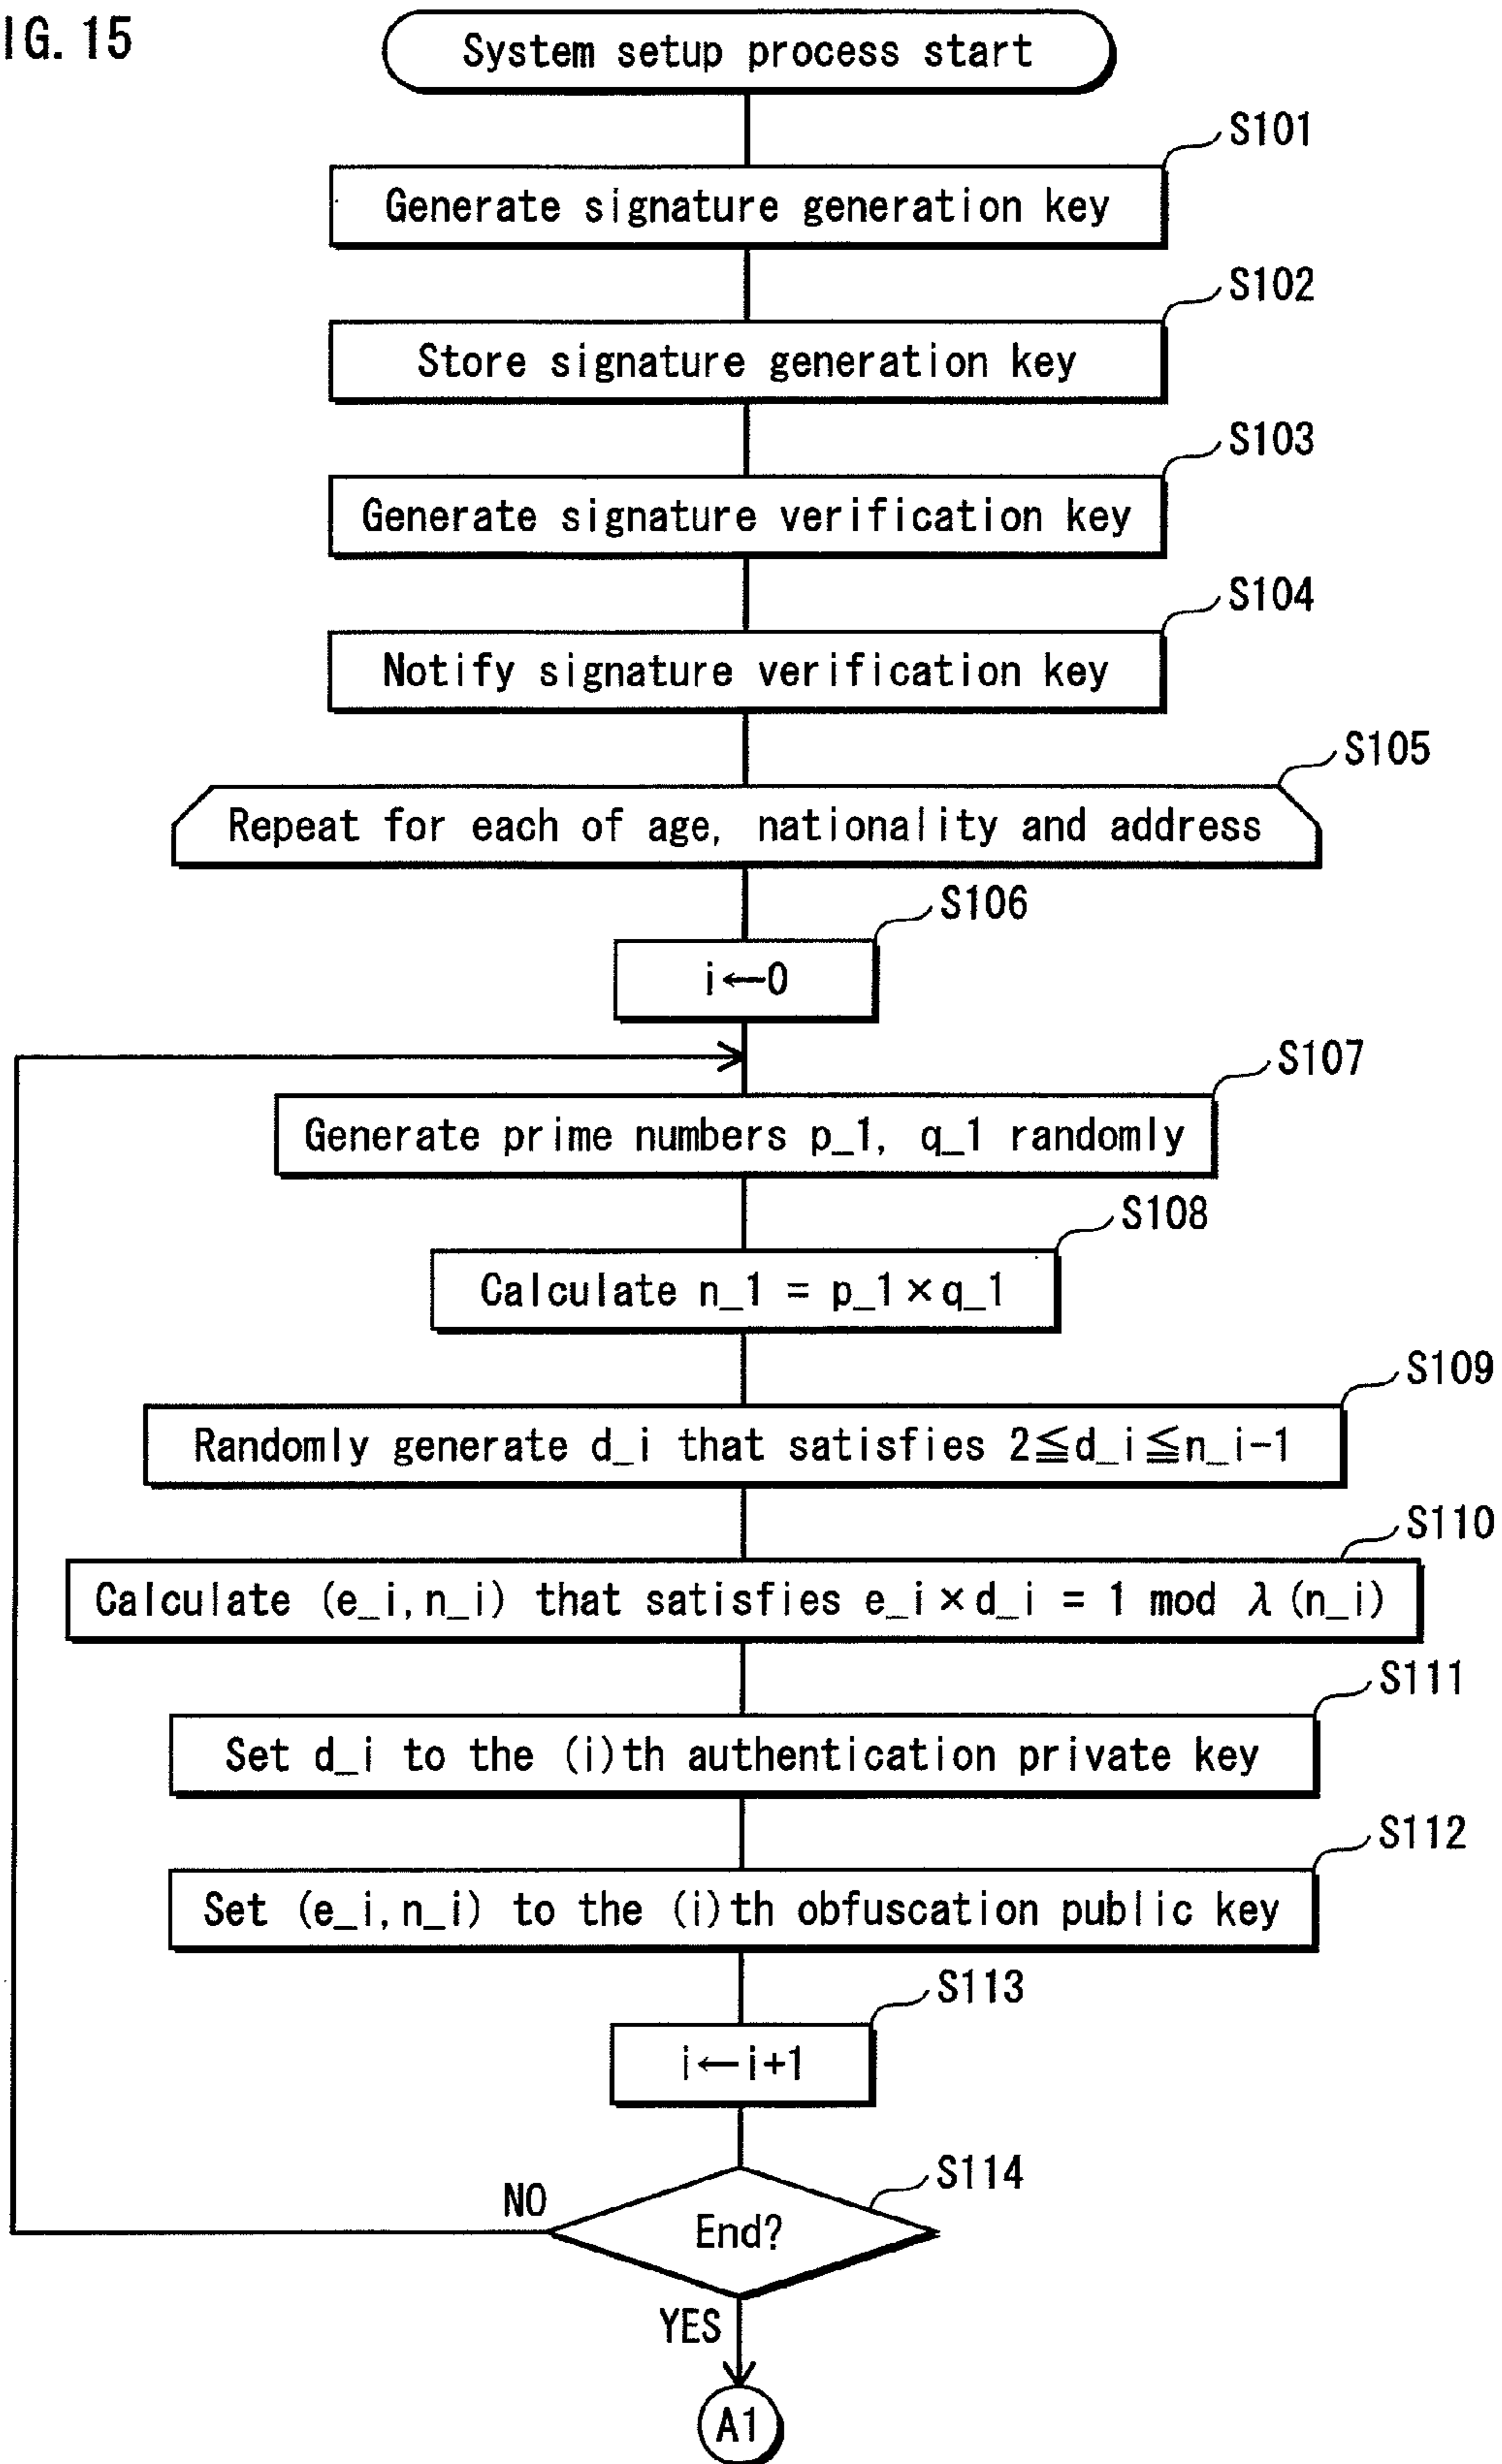 IG. 15
System setup process start
S101
Generate signature generation key
S102
Store signature generation key
S103
Generate signature verification key
S104
Notify signature verification key
S105
Repeat for each of age, nationality and address
S106
i←0
S107
Generate prime numbers p_1, q_1 randomly
S108
Calculate n_1 = p_1×q_1
S109
Randomly generate d_i that satisfies 2≦d_i≦n_i-1
S110
Calculate (e_i,n_i) that satisfies e_i×d_i = 1 mod λ(n_i)
S111
Set d_i to the (i)th authentication private key
S112
Set (e_i,n_i) to the (i)th obfuscation public key
S113
i←i+1
S114
NO
End?
YES
A1